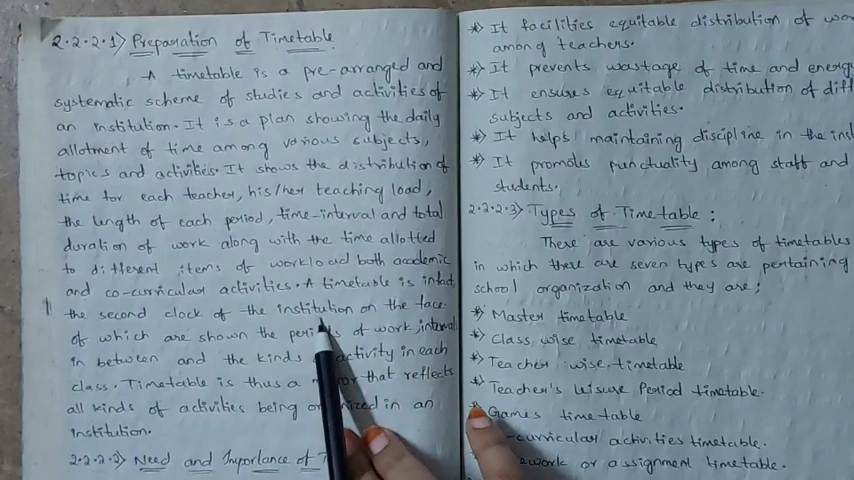 2.2.2.1) Preparation of Timetable
A timetable is a pre-arranged and
systematic scheme of studies and activities of
an institution. It is a plan showing the daily
allotment of time among various subjects,
topics and activities. It shows the distribution of
time for each teacher, his/her teaching load,
the length of each period, time-interval and total
duration of work along with the time allotted
to different items of workload both academic
and co-curricular activities. A timetable is infact,
the second clock of the institution on the face
of which are shown the periods of work, interval
in between and the kinds activity in each
class. Timetable is thus a that reflects
all kinds of activities being organized in an
institution.
2.2.2.2) Need and Importance of
* It facilities equitable distribution of
among teachers.
* It prevents wastage of time and energy
* It ensures equitable distribution of
subjects and activities.
* It helps maintaining discipline in the
* It promotes punctuality among staff and
students.
2.2.2.3) Types of Timetable :
There are various types of timetables
in which there are seven types are pertaining
school organization and they are;
* Master timetable
* Class wise timetable
* Teacher wise timetable
* Teacher's leisure Period timetable.
Games timetable
-curricular activities timetable.
or assignment timetable.